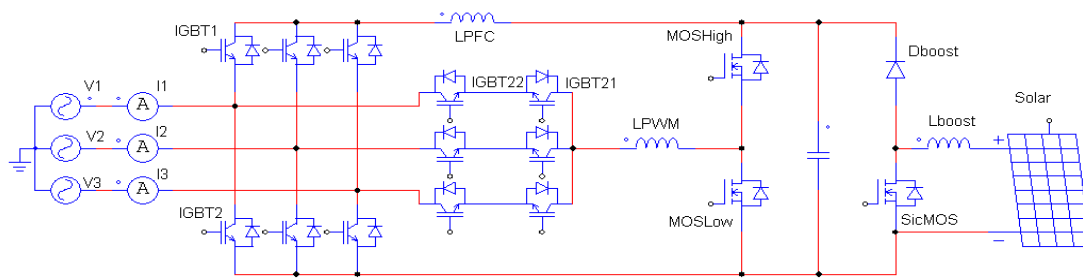 IGBT1
LPFC
MOSHigh
Dboost
V1
I1
IGBT22
IGBT21
Solar
A
V2
I2
LPWM
Lboost
+
A
V3
I3
A
IGBT2
MOSLow
SicMOS
−